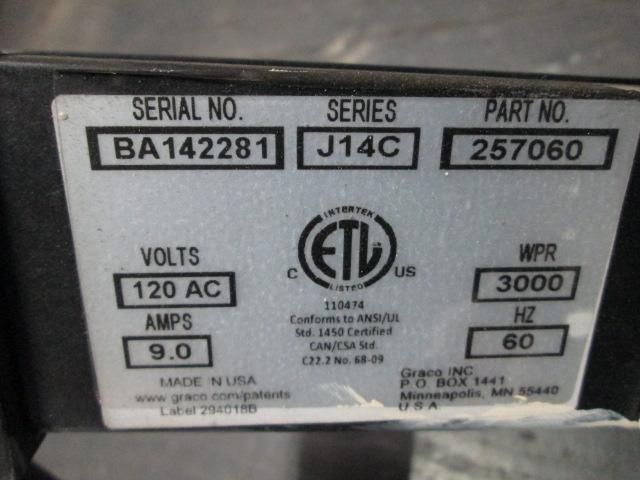 SERIAL NO. SERIES PART NO.
BA142281 J14C 257060
INTERTEK
ETL
LISTED
C US
VOLTS WPR
120 AC 3000
AMPS HZ
9.0 60
110474
Conforms to ANSI/UL
Std. 1450 Certified
CAN/CSA Std.
C22.2 No. 68-09
MADE IN USA
www.graco.com/patents
Label 294018B
Graco INC
P.O. BOX 1441
Minneapolis, MN 55440
U S A